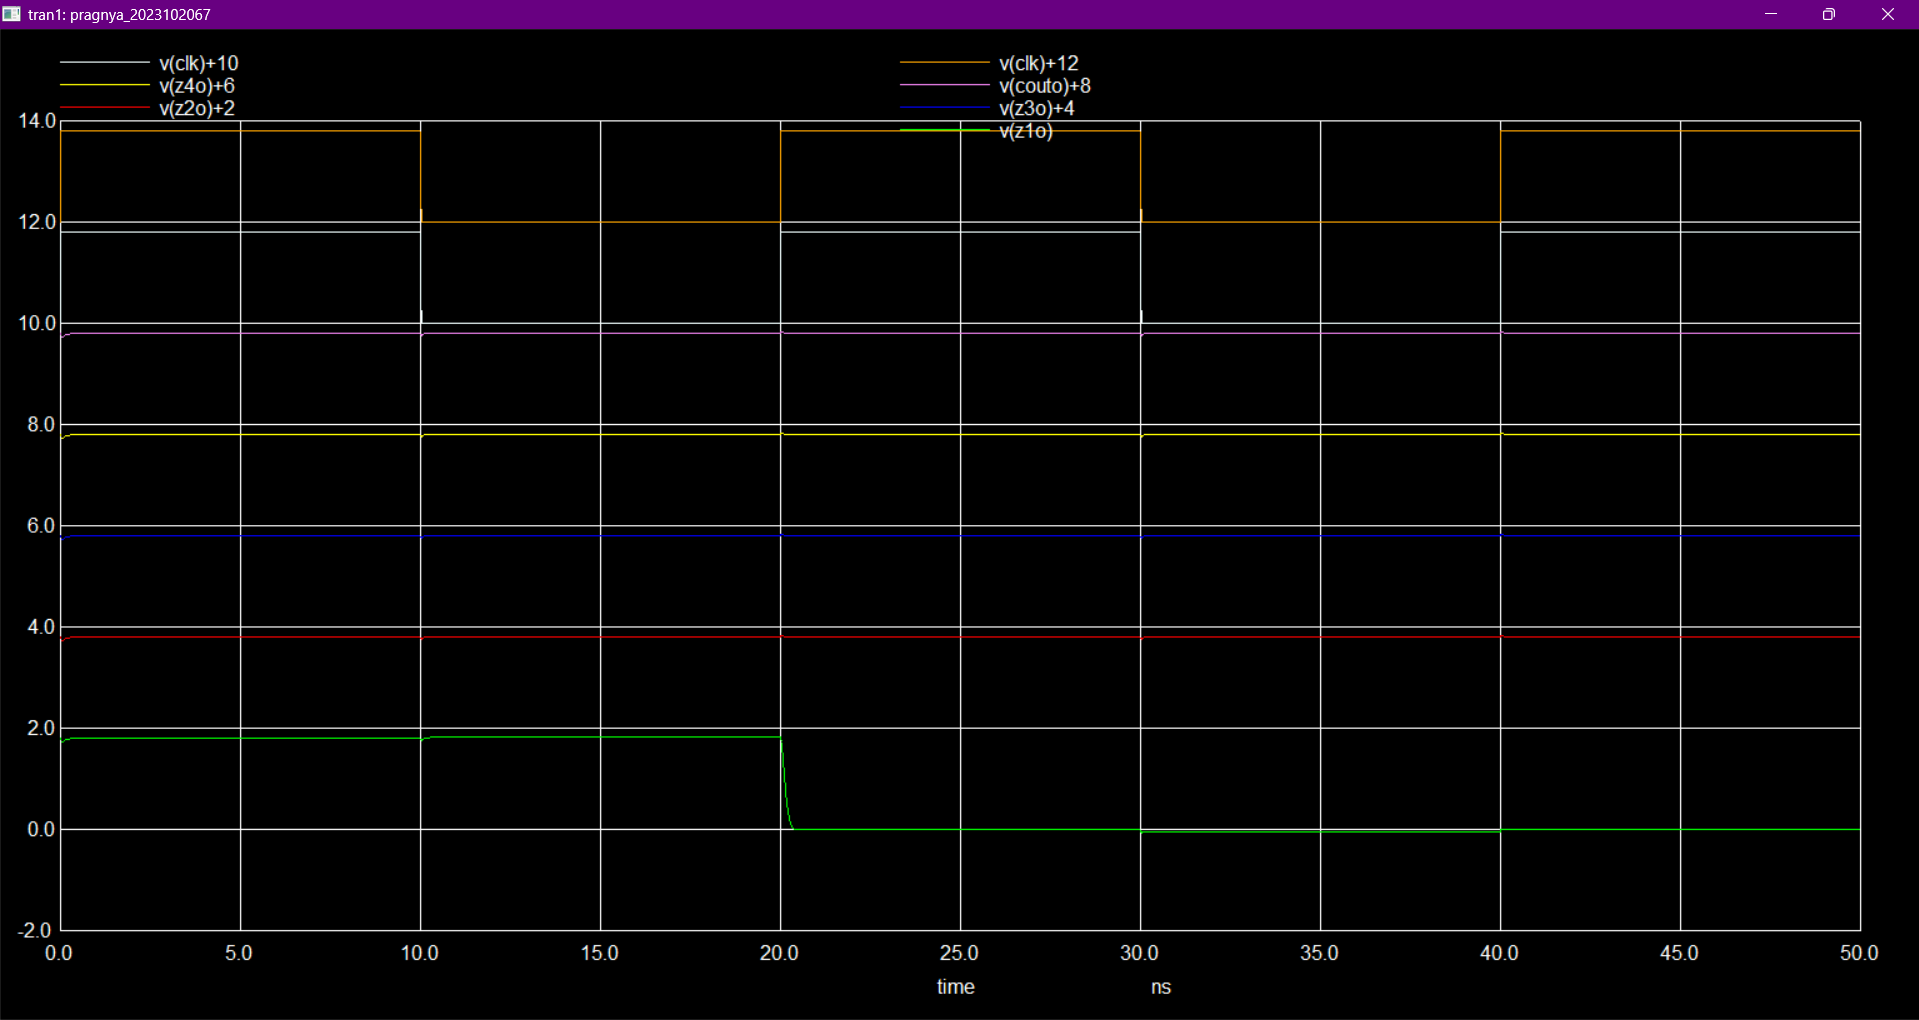 tran1: pragnya_2023102067
v(clk)+10
v(clk)+12
v(z4o)+6
v(couto)+8
v(z2o)+2
v(z3o)+4
v(z1o)
14.0
12.0
10.0
8.0
6.0
4.0
2.0
0.0
-2.0
0.0 5.0 10.0 15.0 20.0 25.0 30.0 35.0 40.0 45.0 50.0
time ns